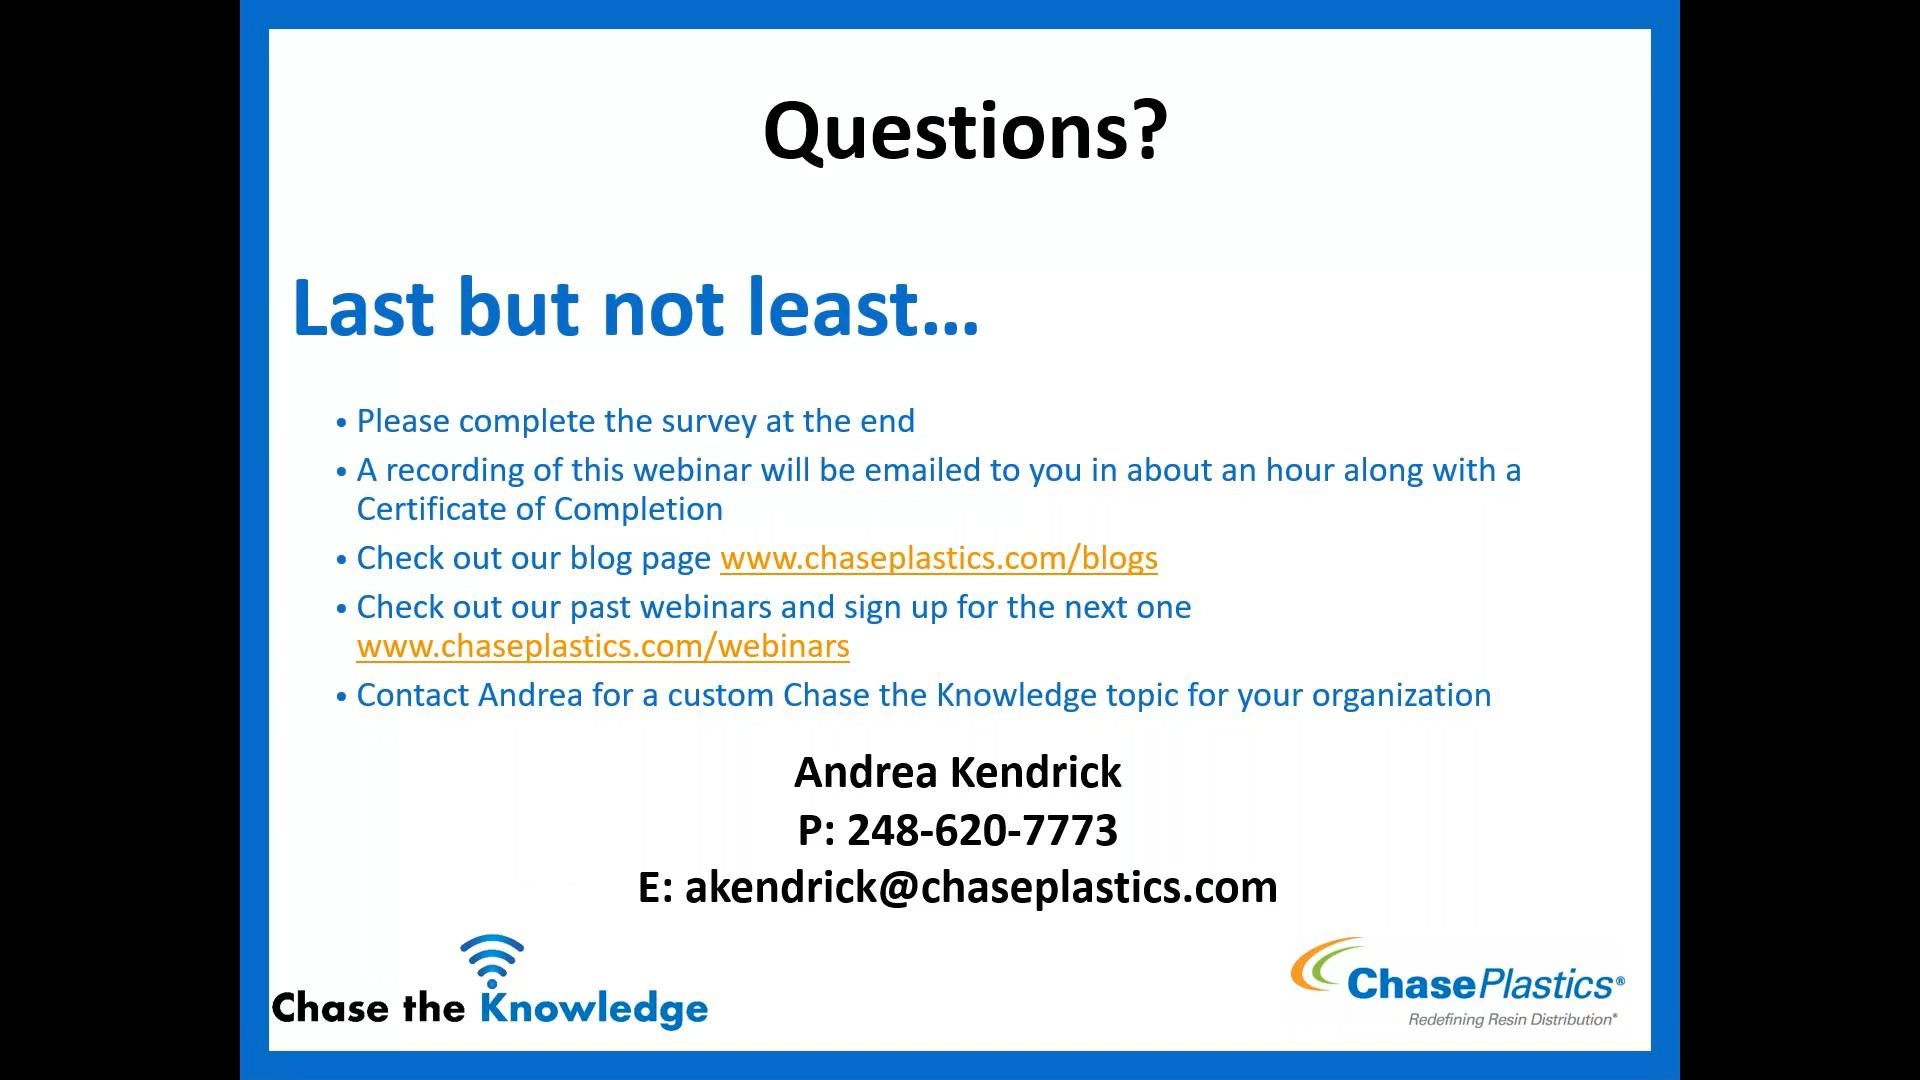 Questions?
Last but not least...
• Please complete the survey at the end
• A recording of this webinar will be emailed to you in about an hour along with a
Certificate of Completion
• Check out our blog page www.chaseplastics.com/blogs
• Check out our past webinars and sign up for the next one
www.chaseplastics.com/webinars
• Contact Andrea for a custom Chase the Knowledge topic for your organization
Andrea Kendrick
P: 248-620-7773
E: akendrick@chaseplastics.com
Chase the Knowledge
ChasePlastics®
Redefining Resin Distribution®